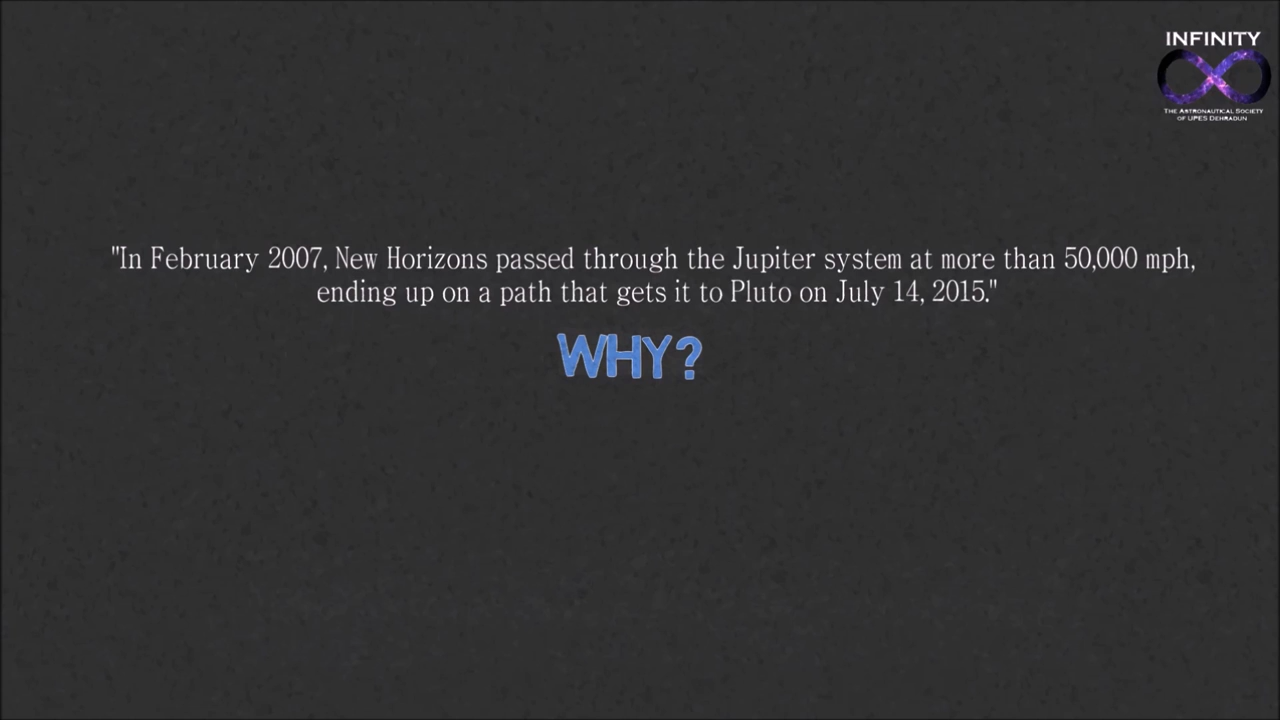 INFINITY
THE ASTRONAUTICAL SOCIETY
OF UPES DEHRADUN
"In February 2007, New Horizons passed through the Jupiter system at more than 50,000 mph,
ending up on a path that gets it to Pluto on July 14, 2015."
WHY?